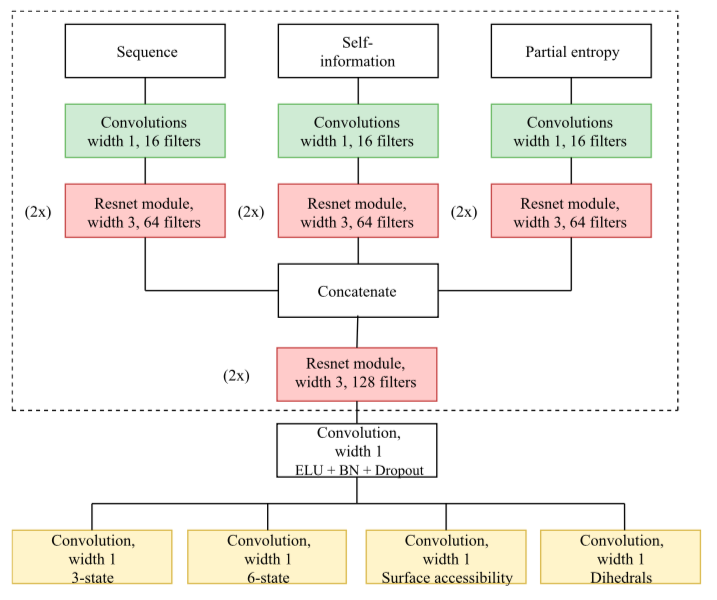 Sequence
Self-
information
Partial entropy
Convolutions
width 1, 16 filters
Convolutions
width 1, 16 filters
Convolutions
width 1, 16 filters
(2x)
Resnet module,
width 3, 64 filters
(2x)
Resnet module,
width 3, 64 filters
(2x)
Resnet module,
width 3, 64 filters
Concatenate
(2x)
Resnet module,
width 3, 128 filters
Convolution,
width 1
ELU + BN + Dropout
Convolution,
width 1
3-state
Convolution,
width 1
6-state
Convolution,
width 1
Surface accessibility
Convolution,
width 1
Dihedrals